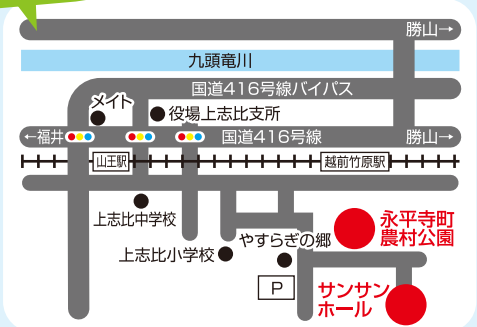 勝山→
九頭竜川
国道416号線バイパス
メイト
役場上志比支所
←福井
国道416号線
勝山→
山王駅
越前竹原駅
上志比中学校
永平寺町
農村公園
やすらぎの郷
上志比小学校
P
サンサン
ホール